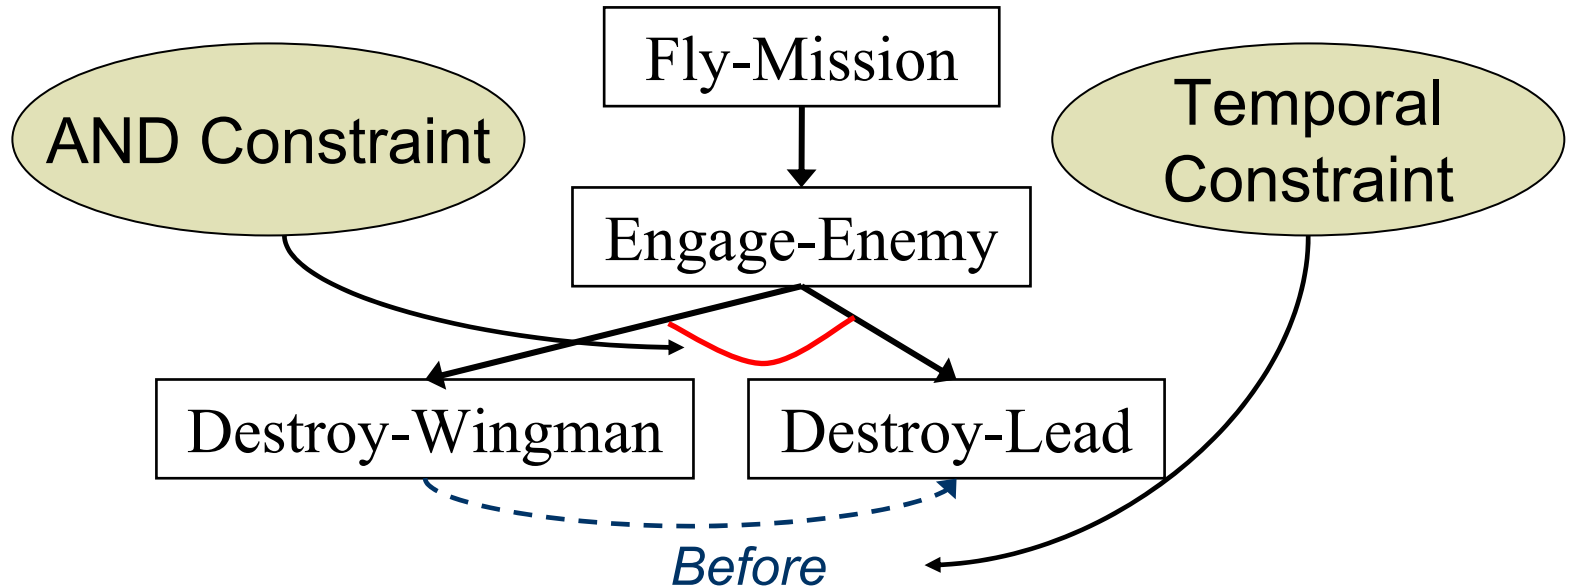 Fly-Mission
AND Constraint
Temporal
Constraint
Engage-Enemy
Destroy-Wingman
Destroy-Lead
Before